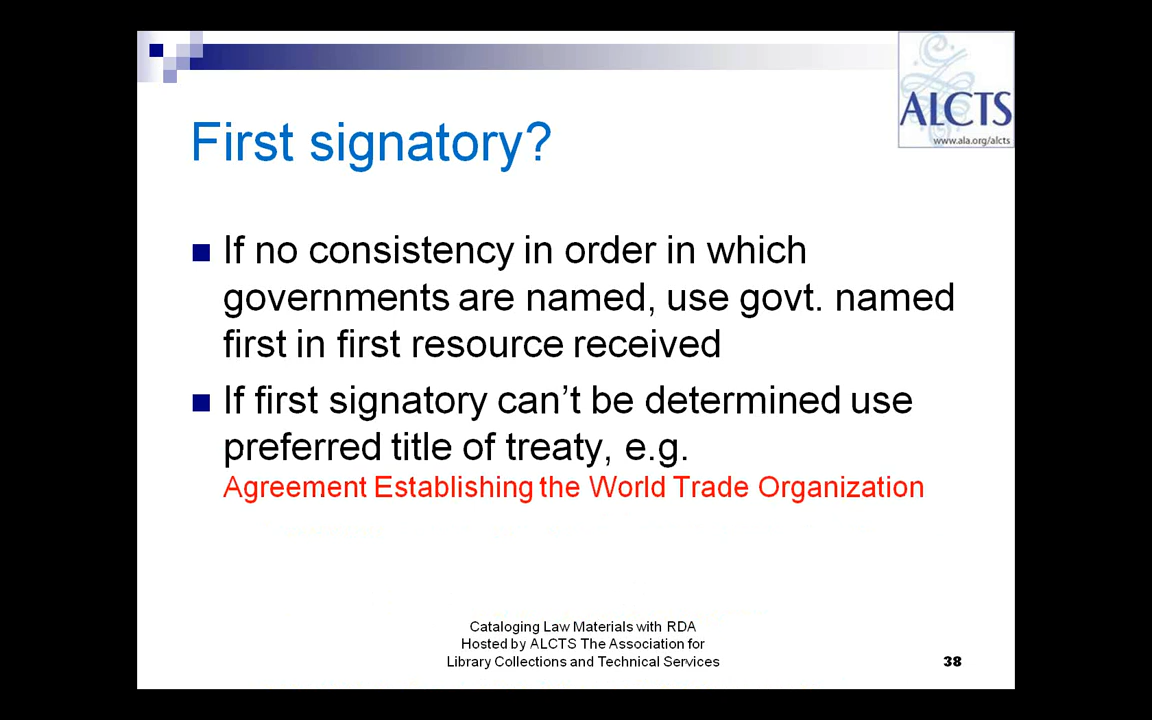 ALCTS
www.ala.org/alcts
First signatory?
If no consistency in order in which
governments are named, use govt. named
first in first resource received
If first signatory can't be determined use
preferred title of treaty, e.g.
Agreement Establishing the World Trade Organization
Cataloging Law Materials with RDA
Hosted by ALCTS The Association for
Library Collections and Technical Services
38